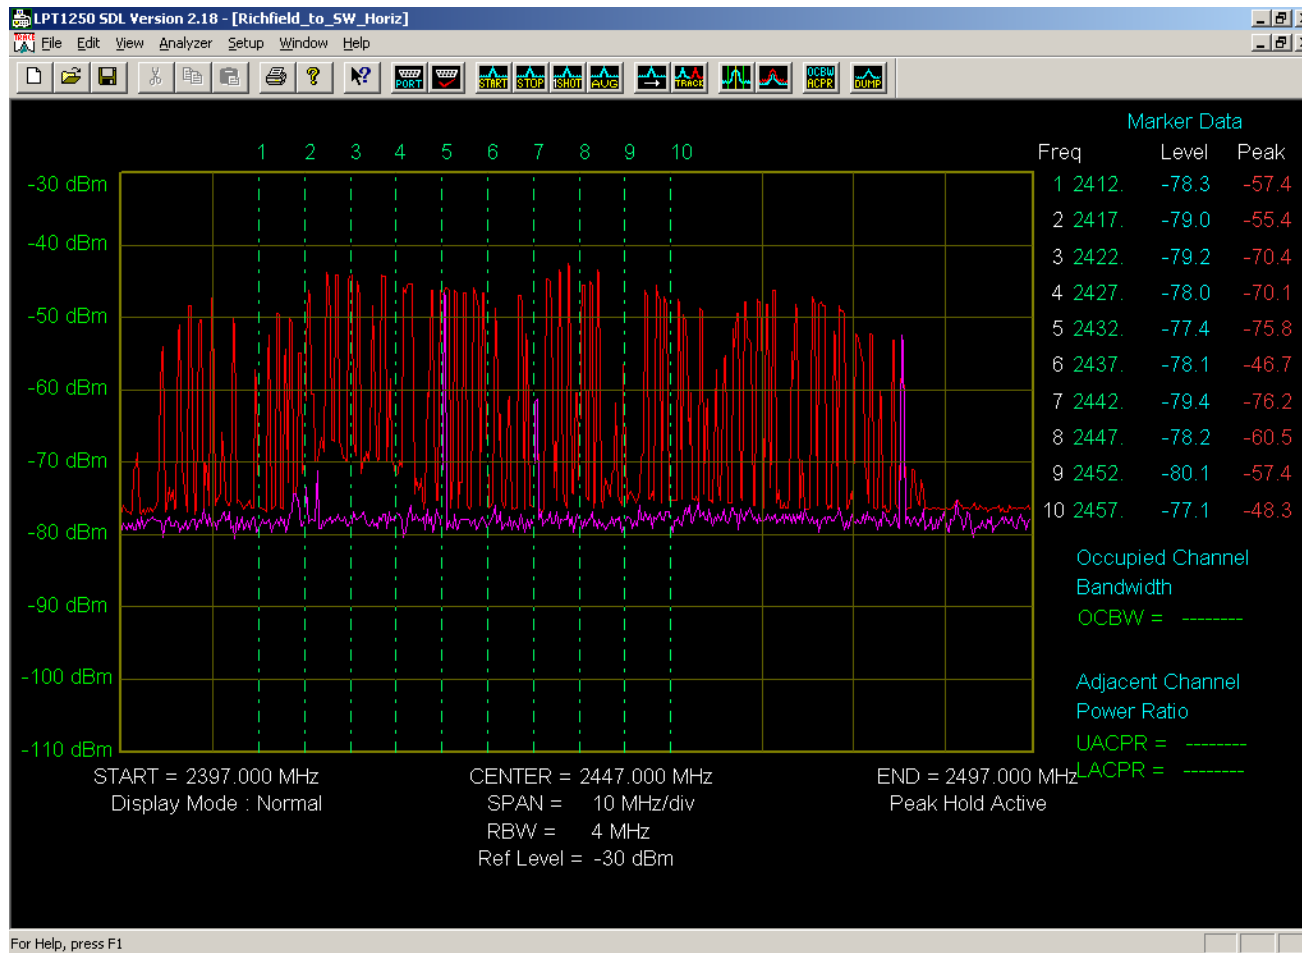 LPT1250 SDL Version 2.18 - [Richfield_to_SW_Horiz]
File Edit View Analyzer Setup Window Help
PORT START STOP 1SHOT AVG TRACK OCBW ACPR DUMP
Marker Data
1 2 3 4 5 6 7 8 9 10
Freq Level Peak
1 2412. -78.3 -57.4
2 2417. -79.0 -55.4
3 2422. -79.2 -70.4
4 2427. -78.0 -70.1
5 2432. -77.4 -75.8
6 2437. -78.1 -46.7
7 2442. -79.4 -76.2
8 2447. -78.2 -60.5
9 2452. -80.1 -57.4
10 2457. -77.1 -48.3
-30 dBm
-40 dBm
-50 dBm
-60 dBm
-70 dBm
-80 dBm
-90 dBm
-100 dBm
-110 dBm
Occupied Channel
Bandwidth
OCBW = --------
Adjacent Channel
Power Ratio
UACPR = --------
LACPR = --------
START = 2397.000 MHz CENTER = 2447.000 MHz END = 2497.000 MHz
Display Mode : Normal SPAN = 10 MHz/div Peak Hold Active
RBW = 4 MHz
Ref Level = -30 dBm
For Help, press F1